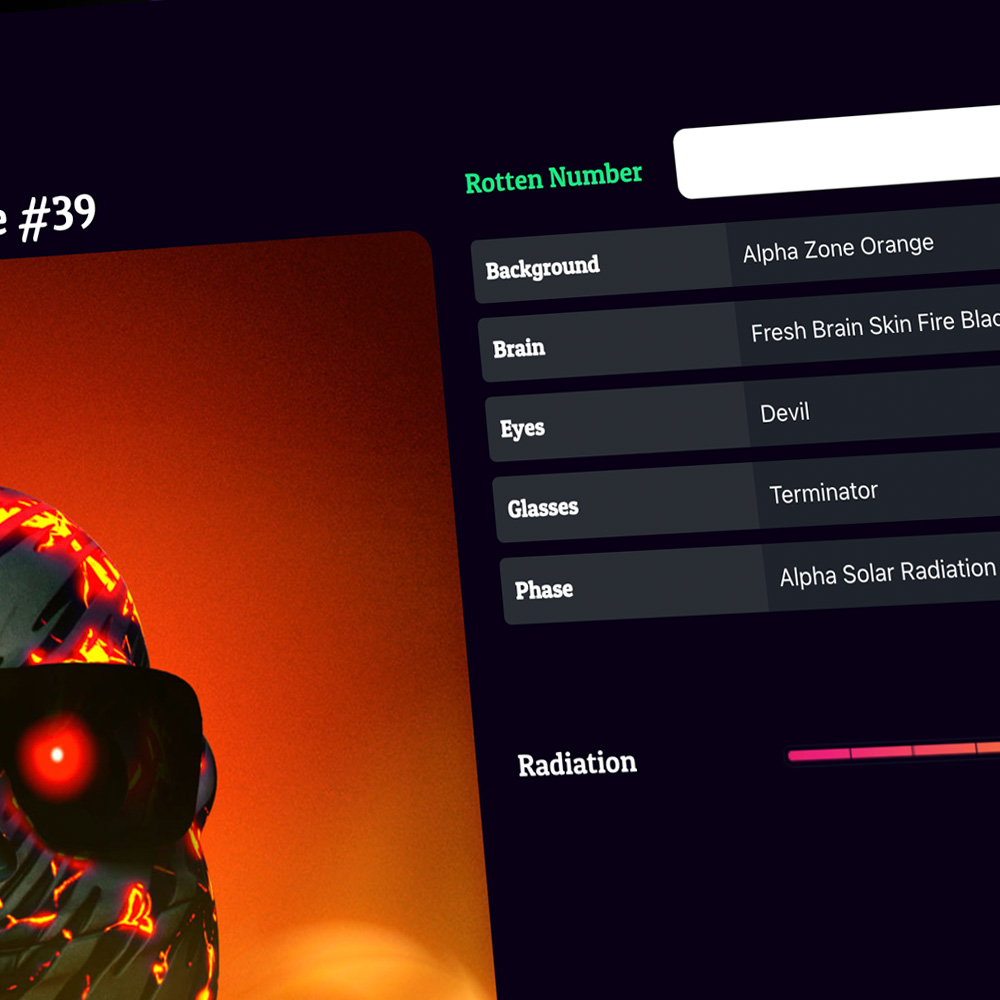 #39
Rotten Number
Background
Alpha Zone Orange
Brain
Fresh Brain Skin Fire
Eyes
Devil
Glasses
Terminator
Phase
Alpha Solar Radiation
Radiation